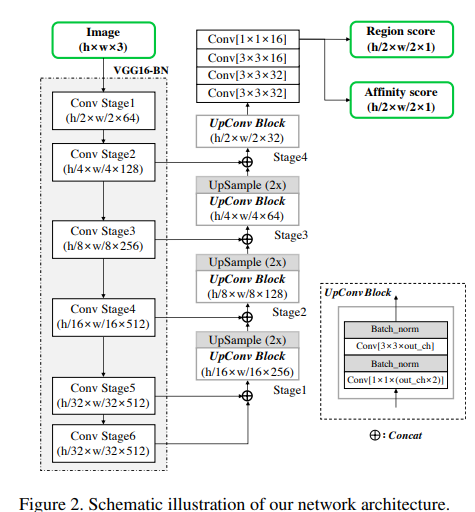 Image
(h×w×3)
VGG16-BN
Conv Stage1
(h/2×w/2×64)
Conv Stage2
(h/4×w/4×128)
Conv Stage3
(h/8×w/8×256)
Conv Stage4
(h/16×w/16×512)
Conv Stage5
(h/32×w/32×512)
Conv Stage6
(h/32×w/32×512)
Conv[1×1×16]
Conv[3×3×16]
Conv[3×3×32]
Conv[3×3×32]
UpConv Block
(h/2×w/2×32)
Stage4
UpSample (2x)
UpConv Block
(h/4×w/4×64)
Stage3
UpSample (2x)
UpConv Block
(h/8×w/8×128)
Stage2
UpSample (2x)
UpConv Block
(h/16×w/16×256)
Stage1
Region score
(h/2×w/2×1)
Affinity score
(h/2×w/2×1)
UpConv Block
Batch_norm
Conv[3×3×out_ch]
Batch_norm
Conv[1×1×(out_ch×2)]
⊕: Concat
Figure 2. Schematic illustration of our network architecture.